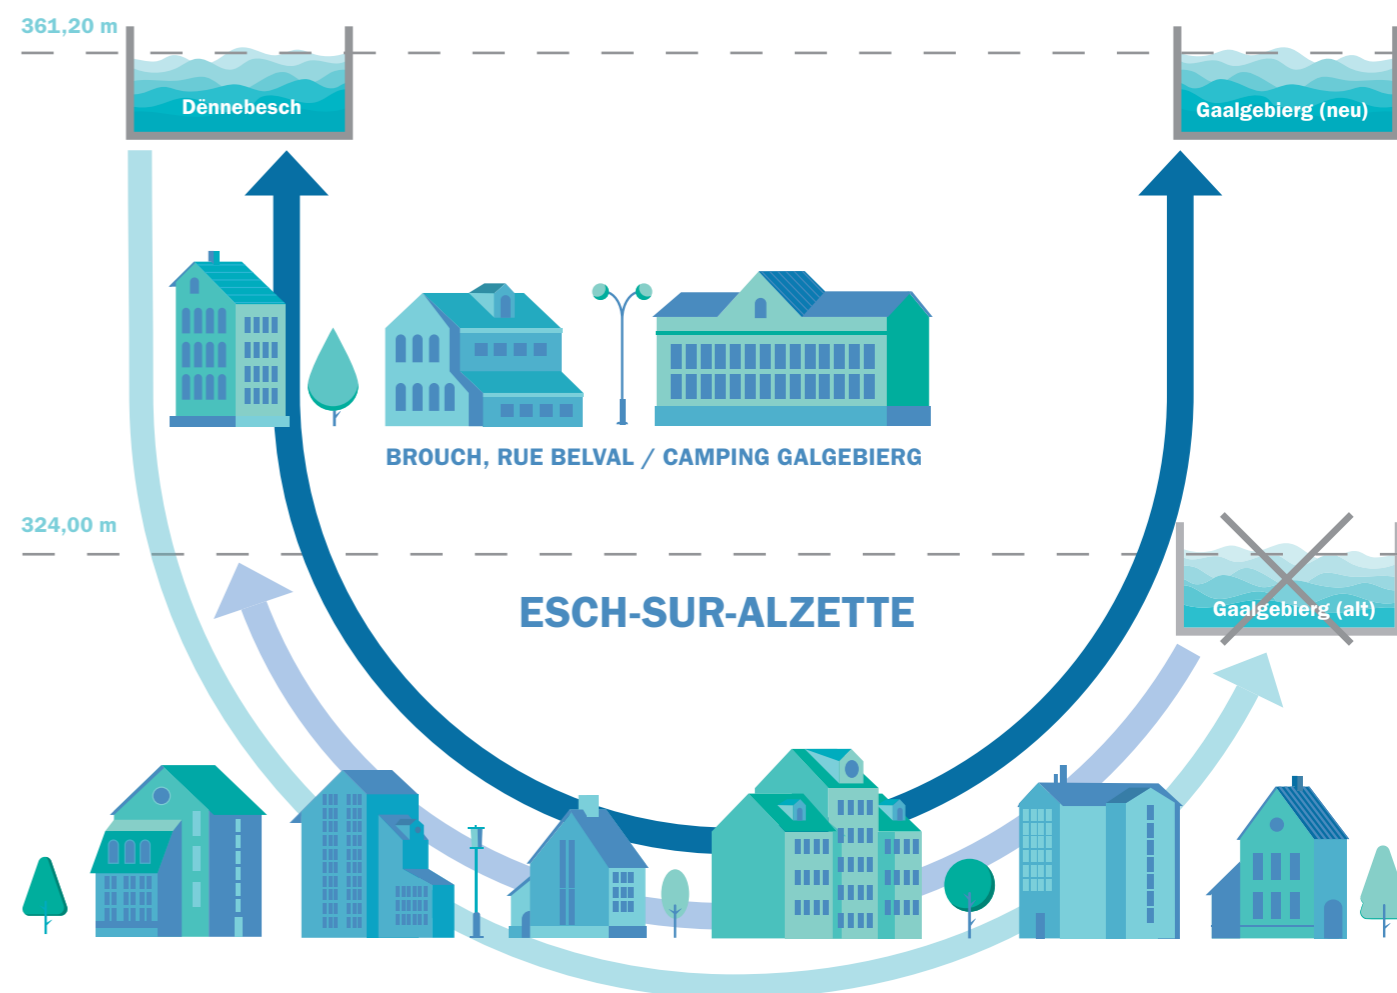 361,20 m
Dënnebesch
Gaalgebierg (neu)
BROUCH, RUE BELVAL / CAMPING GALGEBIERG
324,00 m
ESCH-SUR-ALZETTE
Gaalgebierg (alt)